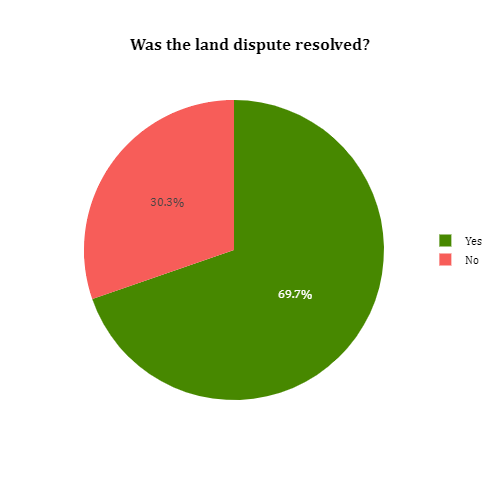 Was the land dispute resolved?
30.3%
69.7%
Yes
No